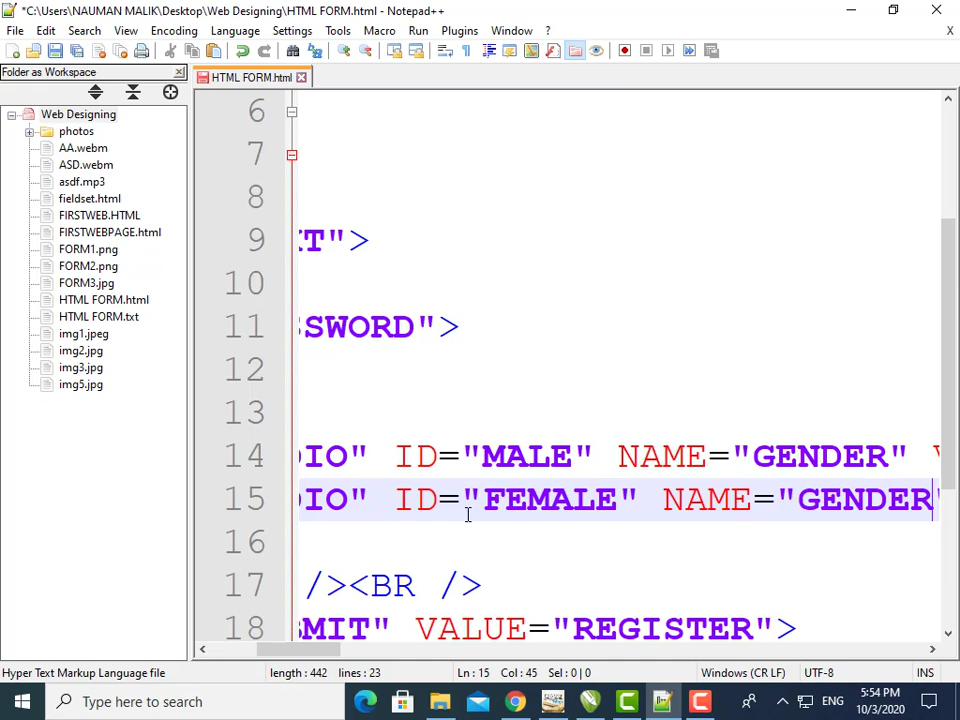 *C:\Users\NAUMAN MALIK\Desktop\Web Designing\HTML FORM.html - Notepad++
File Edit Search View Encoding Language Settings Tools Macro Run Plugins Window ? X
Folder as Workspace
HTML FORM.html
Web Designing
photos
AA.webm
ASD.webm
asdf.mp3
fieldset.html
FIRSTWEB.HTML
FIRSTWEBPAGE.html
FORM1.png
FORM2.png
FORM3.jpg
HTML FORM.html
HTML FORM.txt
img1.jpeg
img2.jpg
img3.jpg
img5.jpg
6
7
8
9 IT">
10
11 SSWORD">
12
13
14 DIO" ID="MALE" NAME="GENDER" V
15 DIO" ID="FEMALE" NAME="GENDER"
16
17 /><BR />
18 BMIT" VALUE="REGISTER">
Hyper Text Markup Language file length : 442 lines : 23 Ln : 15 Col : 45 Sel : 0 | 0 Windows (CR LF) UTF-8 INS
Type here to search ENG 5:54 PM
10/3/2020